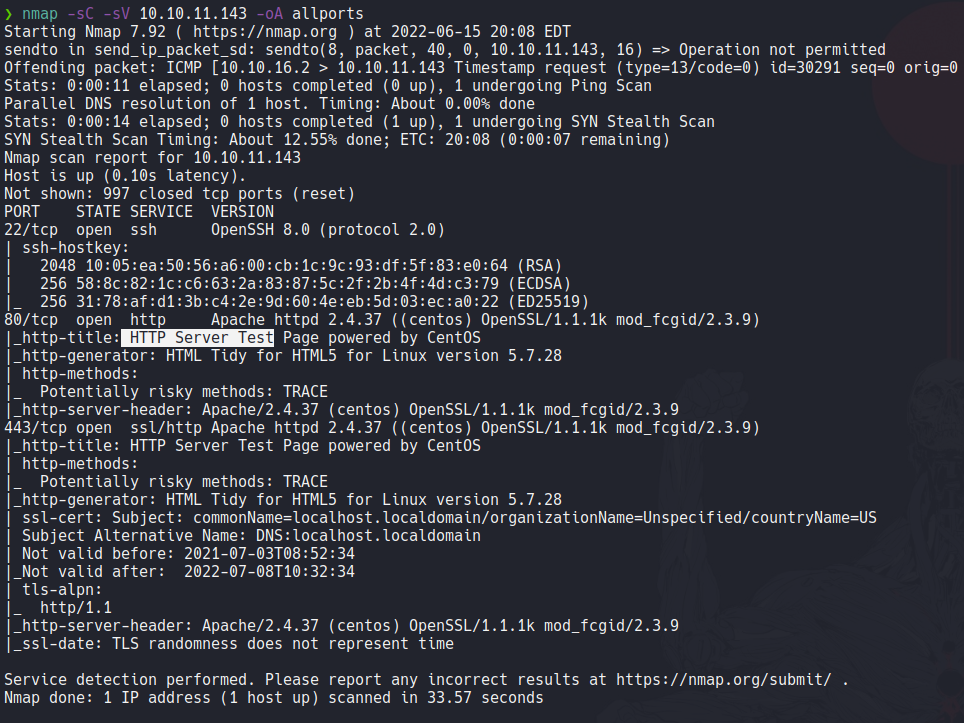 ❯ nmap -sC -sV 10.10.11.143 -oA allports
Starting Nmap 7.92 ( https://nmap.org ) at 2022-06-15 20:08 EDT
sendto in send_ip_packet_sd: sendto(8, packet, 40, 0, 10.10.11.143, 16) => Operation not permitted
Offending packet: ICMP [10.10.16.2 > 10.10.11.143 Timestamp request (type=13/code=0) id=30291 seq=0 orig=0
Stats: 0:00:11 elapsed; 0 hosts completed (0 up), 1 undergoing Ping Scan
Parallel DNS resolution of 1 host. Timing: About 0.00% done
Stats: 0:00:14 elapsed; 0 hosts completed (1 up), 1 undergoing SYN Stealth Scan
SYN Stealth Scan Timing: About 12.55% done; ETC: 20:08 (0:00:07 remaining)
Nmap scan report for 10.10.11.143
Host is up (0.10s latency).
Not shown: 997 closed tcp ports (reset)
PORT    STATE SERVICE  VERSION
22/tcp  open  ssh      OpenSSH 8.0 (protocol 2.0)
| ssh-hostkey:
|   2048 10:05:ea:50:56:a6:00:cb:1c:9c:93:df:5f:83:e0:64 (RSA)
|   256 58:8c:82:1c:c6:63:2a:83:87:5c:2f:2b:4f:4d:c3:79 (ECDSA)
|_  256 31:78:af:d1:3b:c4:2e:9d:60:4e:eb:5d:03:ec:a0:22 (ED25519)
80/tcp  open  http     Apache httpd 2.4.37 ((centos) OpenSSL/1.1.1k mod_fcgid/2.3.9)
|_http-title: HTTP Server Test Page powered by CentOS
|_http-generator: HTML Tidy for HTML5 for Linux version 5.7.28
| http-methods:
|_  Potentially risky methods: TRACE
|_http-server-header: Apache/2.4.37 (centos) OpenSSL/1.1.1k mod_fcgid/2.3.9
443/tcp open  ssl/http Apache httpd 2.4.37 ((centos) OpenSSL/1.1.1k mod_fcgid/2.3.9)
|_http-title: HTTP Server Test Page powered by CentOS
| http-methods:
|_  Potentially risky methods: TRACE
|_http-generator: HTML Tidy for HTML5 for Linux version 5.7.28
| ssl-cert: Subject: commonName=localhost.localdomain/organizationName=Unspecified/countryName=US
| Subject Alternative Name: DNS:localhost.localdomain
| Not valid before: 2021-07-03T08:52:34
|_Not valid after:  2022-07-08T10:32:34
| tls-alpn:
|_  http/1.1
|_http-server-header: Apache/2.4.37 (centos) OpenSSL/1.1.1k mod_fcgid/2.3.9
|_ssl-date: TLS randomness does not represent time
Service detection performed. Please report any incorrect results at https://nmap.org/submit/ .
Nmap done: 1 IP address (1 host up) scanned in 33.57 seconds